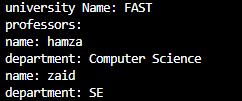 university Name: FAST
professors:
name: hamza
department: Computer Science
name: zaid
department: SE